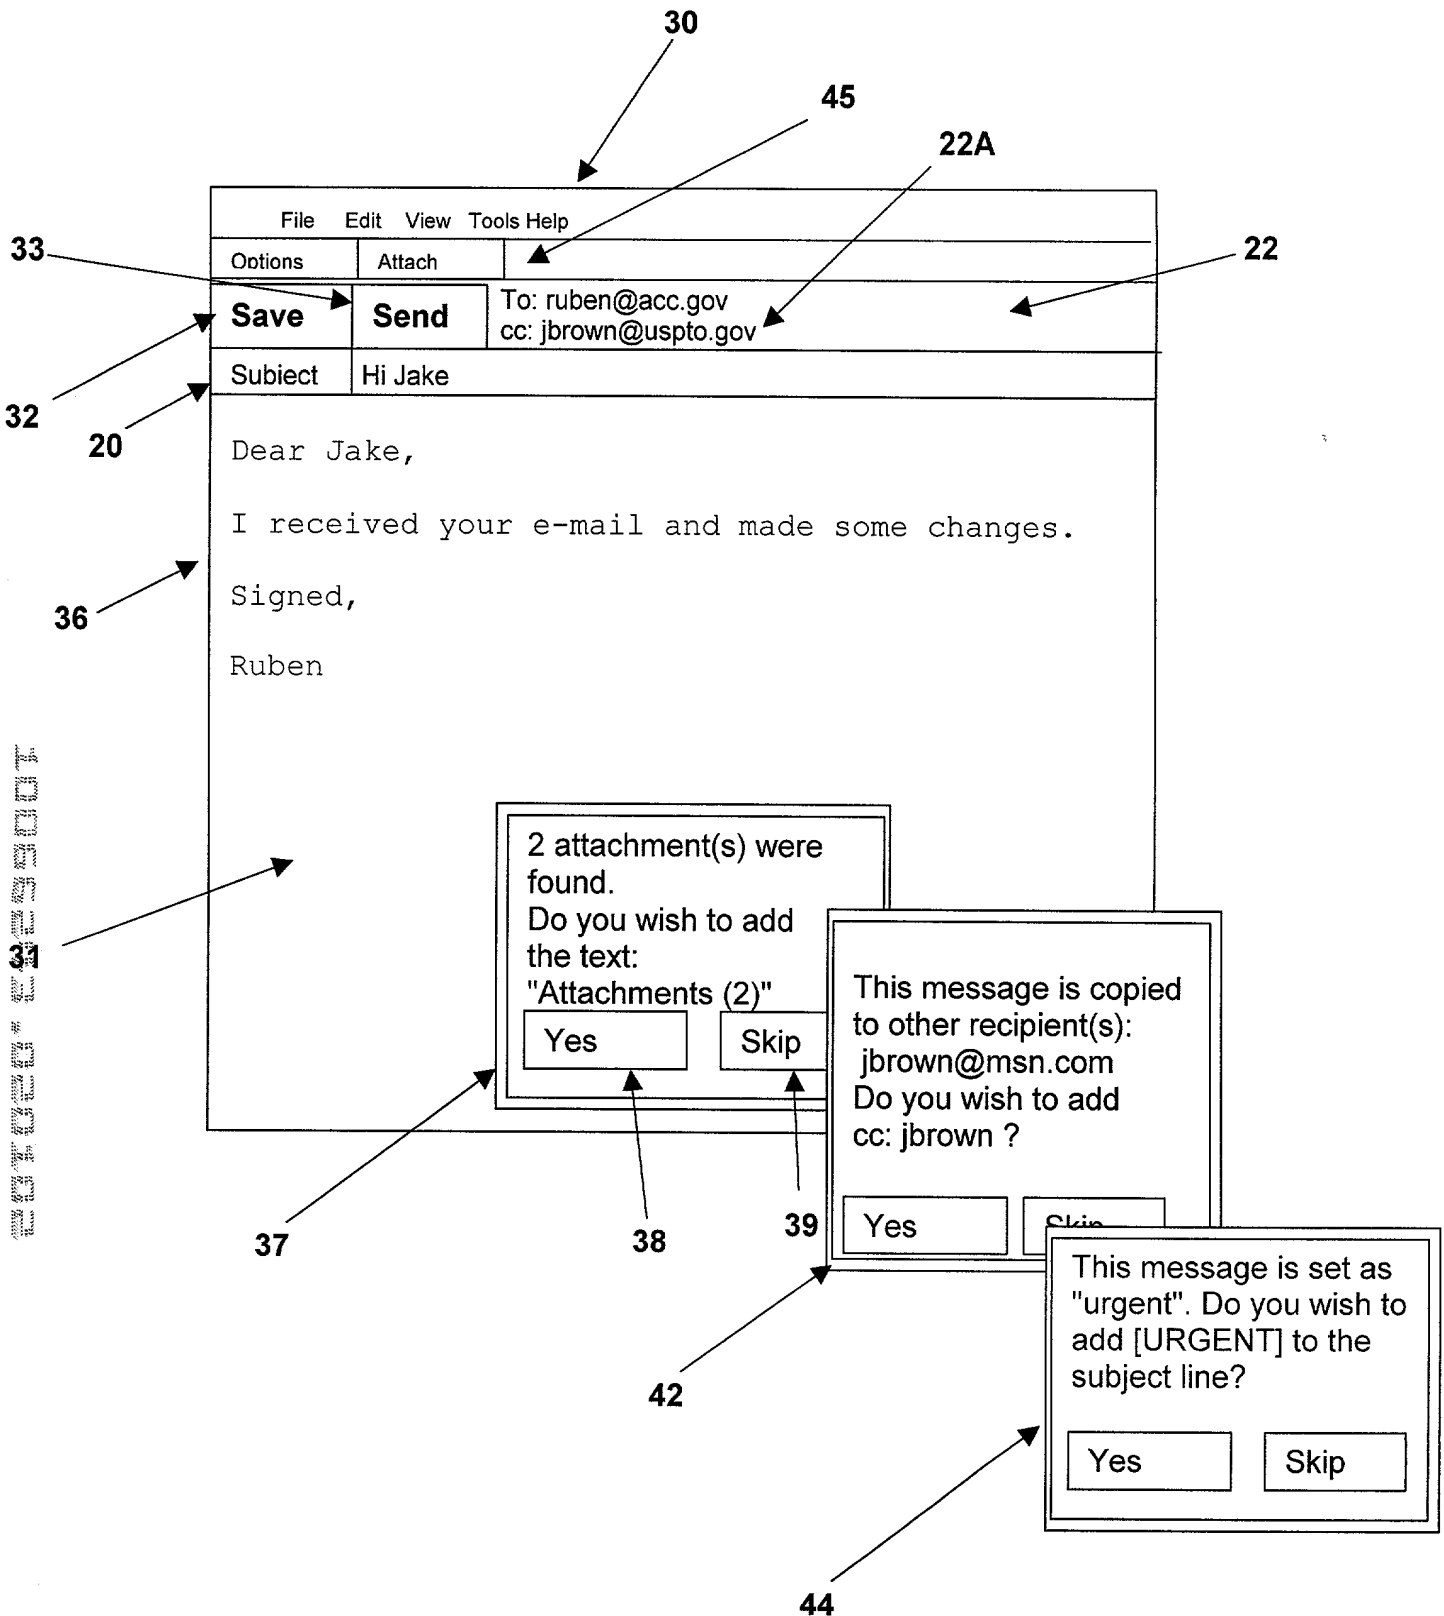 30
45
22A
File Edit View Tools Help
33
Options Attach
22
To: ruben@acc.gov
Save Send
cc: jbrown@uspto.gov
Subject Hi Jake
32
20
Dear Jake,
I received your e-mail and made some changes.
36
Signed,
Ruben
2 attachment(s) were
found.
Do you wish to add
the text:
"Attachments (2)"
Yes Skip
31
This message is copied
to other recipient(s):
jbrown@msn.com
Do you wish to add
cc: jbrown ?
Yes Skip
37
38
39
This message is set as
"urgent". Do you wish to
add [URGENT] to the
subject line?
Yes Skip
42
44